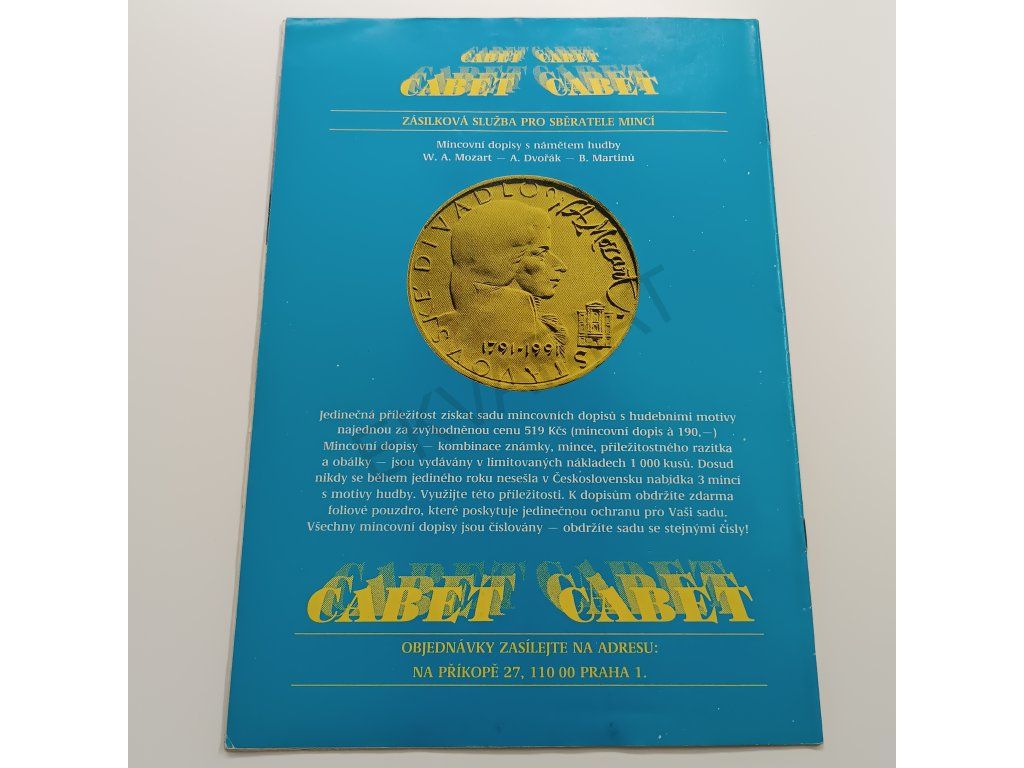 CABET CABET
CABET CABET
ZÁSILKOVÁ SLUŽBA PRO SBĚRATELE MINCÍ
Mincovní dopisy s námětem hudby
W. A. Mozart — A. Dvořák — B. Martinů
STAVOVSKÉ DIVADLO
Mozart
1791-1991
Jedinečná příležitost získat sadu mincovních dopisů s hudebními motivy
najednou za zvýhodněnou cenu 519 Kčs (mincovní dopis à 190,—)
Mincovní dopisy — kombinace známky, mince, příležitostného razítka
a obálky — jsou vydávány v limitovaných nákladech 1 000 kusů. Dosud
nikdy se během jediného roku nesešla v Československu nabídka 3 mincí
s motivy hudby. Využijte této příležitosti. K dopisům obdržíte zdarma
foliové pouzdro, které poskytuje jedinečnou ochranu pro Vaši sadu.
Všechny mincovní dopisy jsou číslovány — obdržíte sadu se stejnými čísly!
CABET CABET
OBJEDNÁVKY ZASÍLEJTE NA ADRESU:
NA PŘÍKOPĚ 27, 110 00 PRAHA 1.